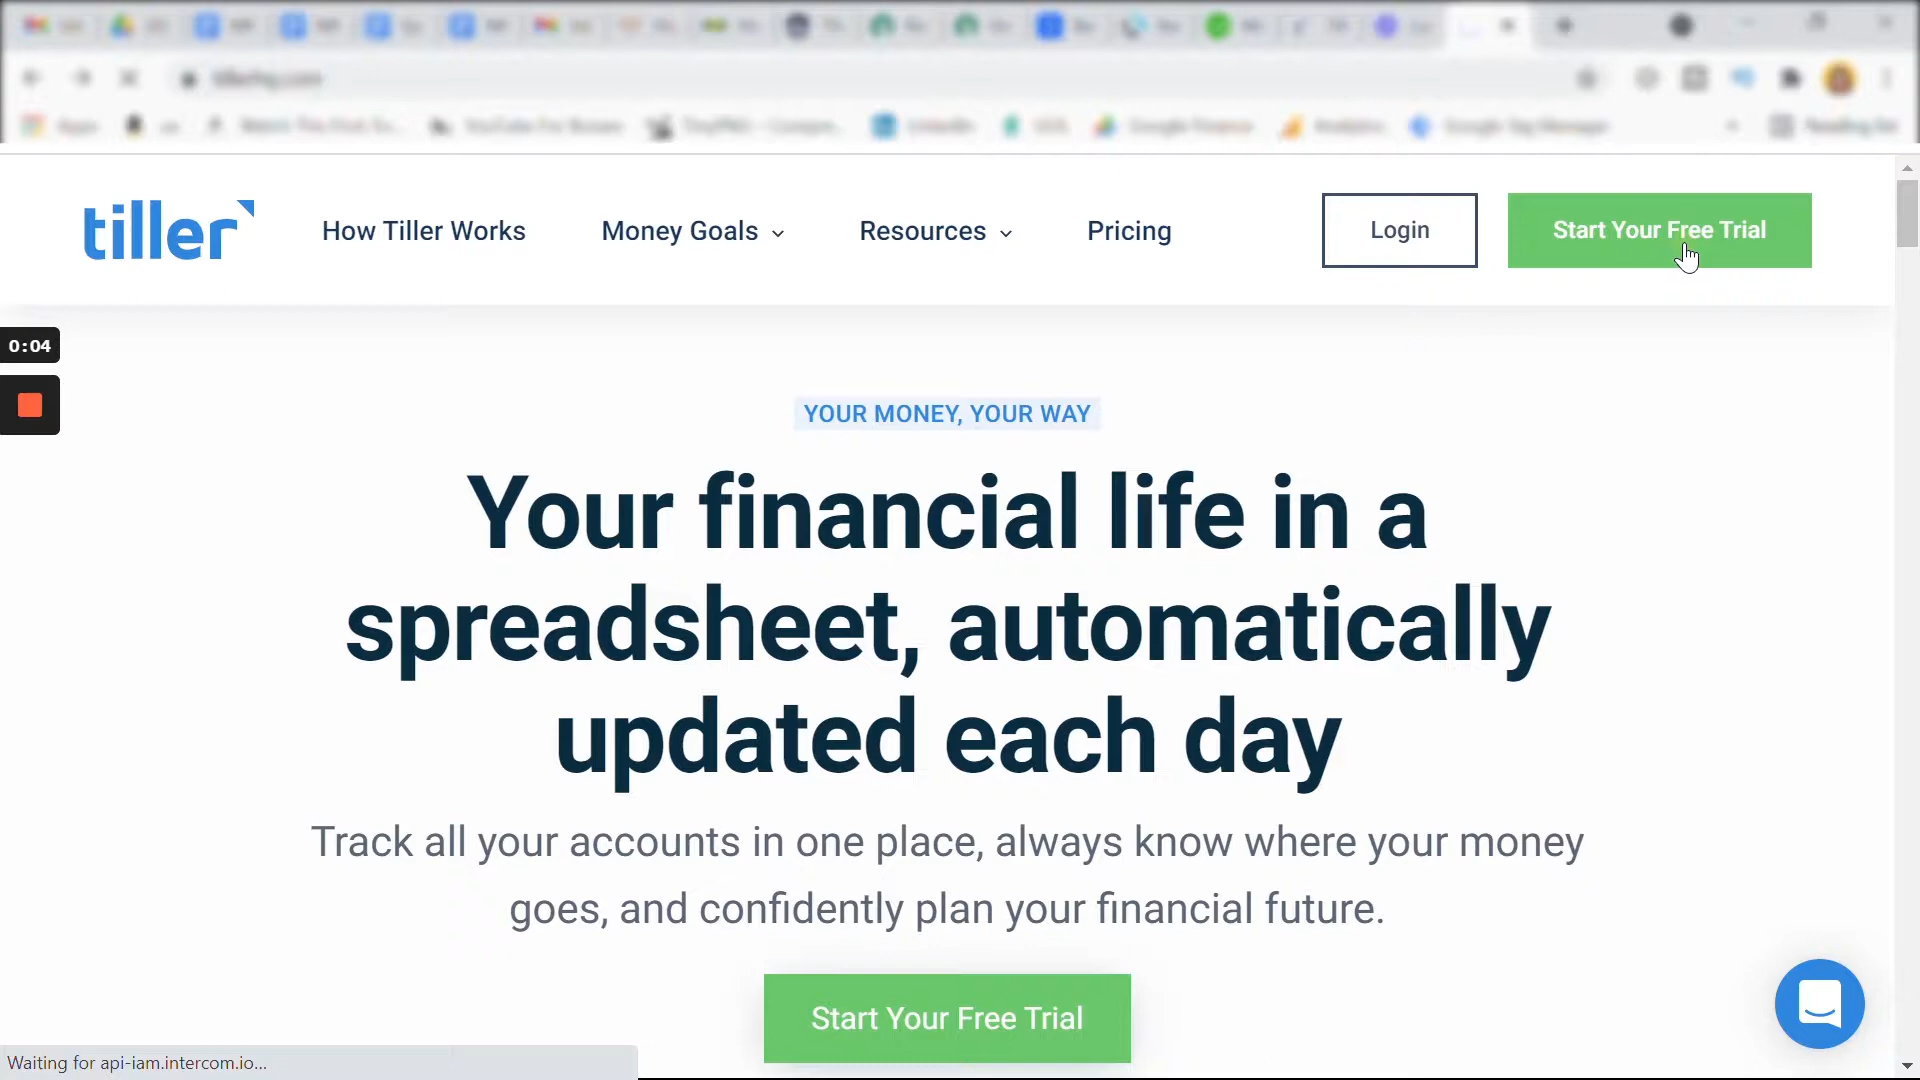 tiller
How Tiller Works
Money Goals
Resources
Pricing
Login
Start Your Free Trial
0:04
YOUR MONEY, YOUR WAY
Your financial life in a
spreadsheet, automatically
updated each day
Track all your accounts in one place, always know where your money
goes, and confidently plan your financial future.
Start Your Free Trial
Waiting for api-iam.intercom.io...